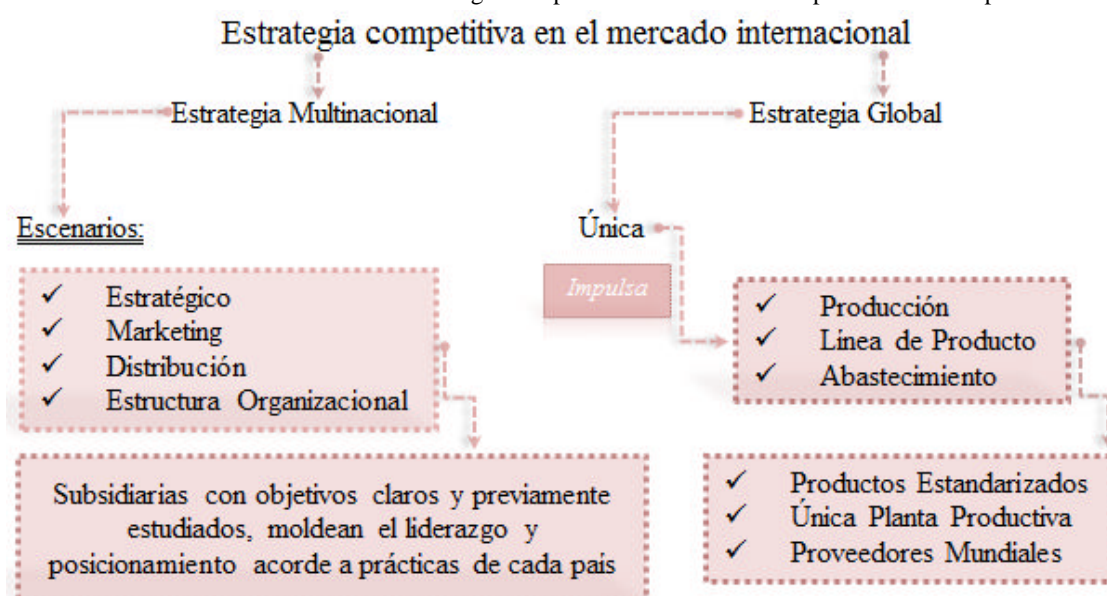 Estrategia competitiva en el mercado internacional
Estrategia Multinacional
Escenarios:
✓ Estratégico
✓ Marketing
✓ Distribución
✓ Estructura Organizacional
Subsidiarias con objetivos claros y previamente
estudiados, moldean el liderazgo y
posicionamiento acorde a prácticas de cada país
Estrategia Global
Única
Impulsa
✓ Producción
✓ Línea de Producto
✓ Abastecimiento
✓ Productos Estandarizados
✓ Única Planta Productiva
✓ Proveedores Mundiales